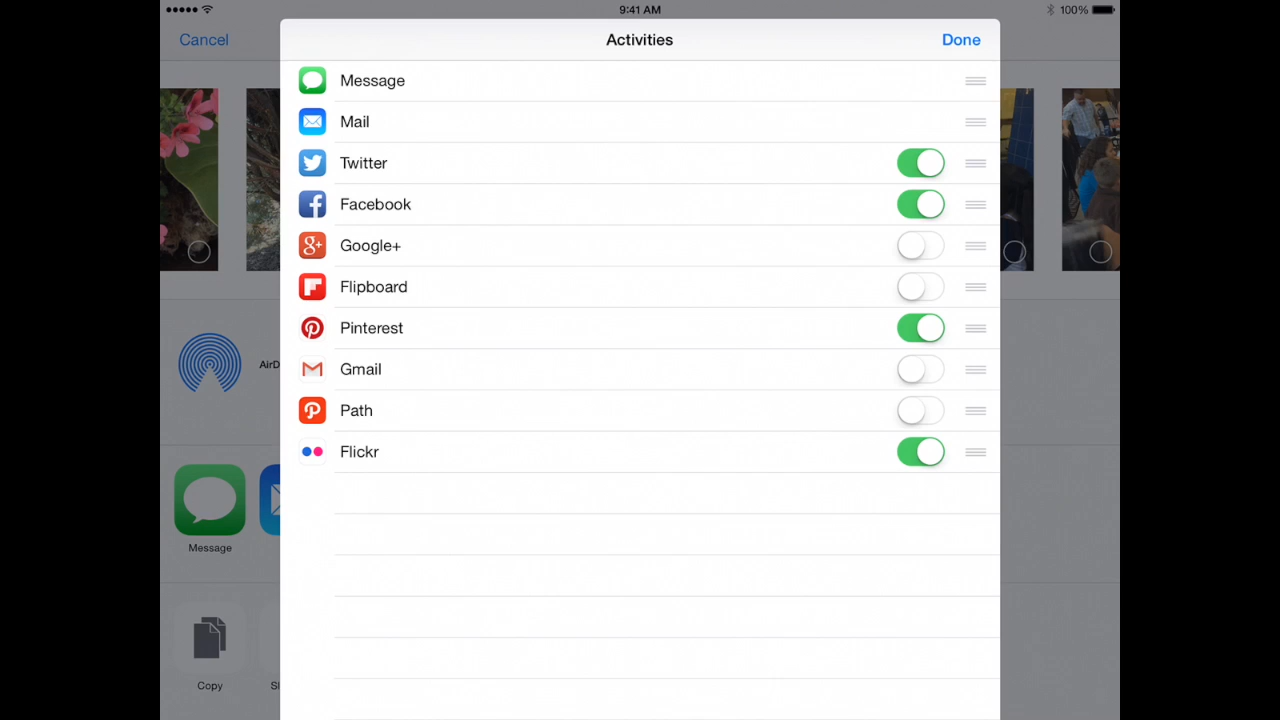 9:41 AM
100%
Cancel
Activities
Done
Message
Mail
Twitter
Facebook
Google+
Flipboard
Pinterest
Gmail
Path
Flickr
AirD
Message
Copy